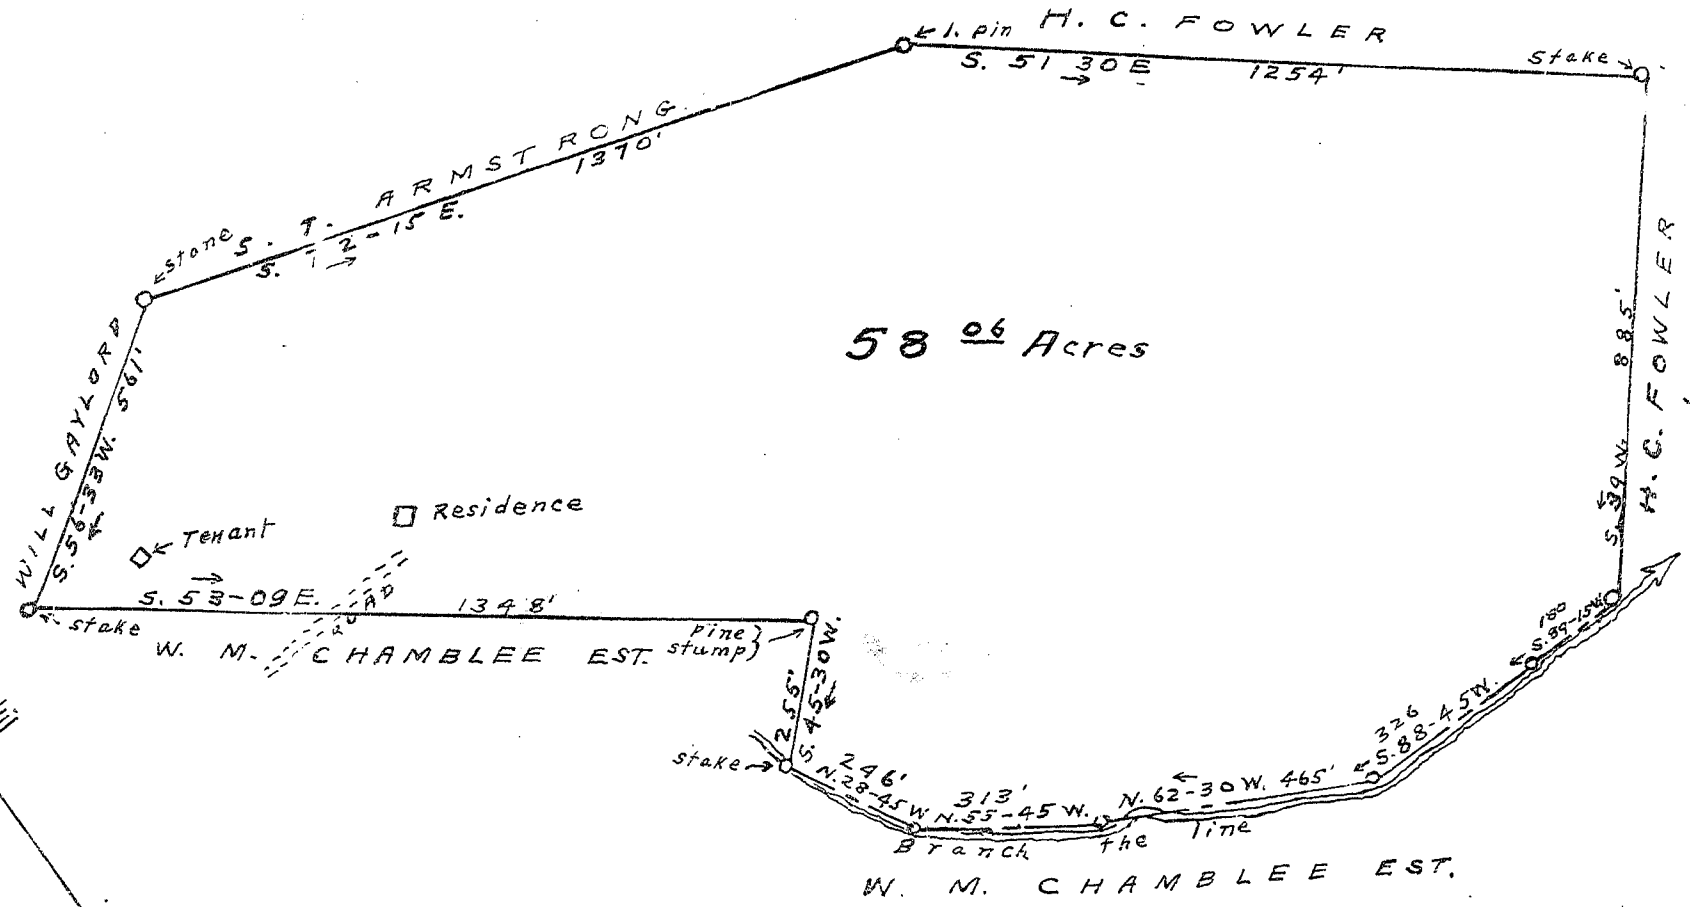 H. C. FOWLER
I. pin
S. 51 30 E 1254'
stake
S. T. ARMSTRONG
1370'
S. 72-15 E.
stone
H. C. FOWLER
885'
S. 39 W.
58 06 Acres
WILL GAYLORD
S. 56-33 W. 561'
Residence
Tenant
S. 53-09 E. 1348'
ROAD
stake
W. M. CHAMBLEE EST.
pine
stump
255'
S. 45-30 W.
stake
246'
N. 28-45 W
313'
N. 55-45 W.
N. 62-30 W. 465'
326
S. 88-45 W.
180
S. 89-15 W.
Branch the line
W. M. CHAMBLEE EST.